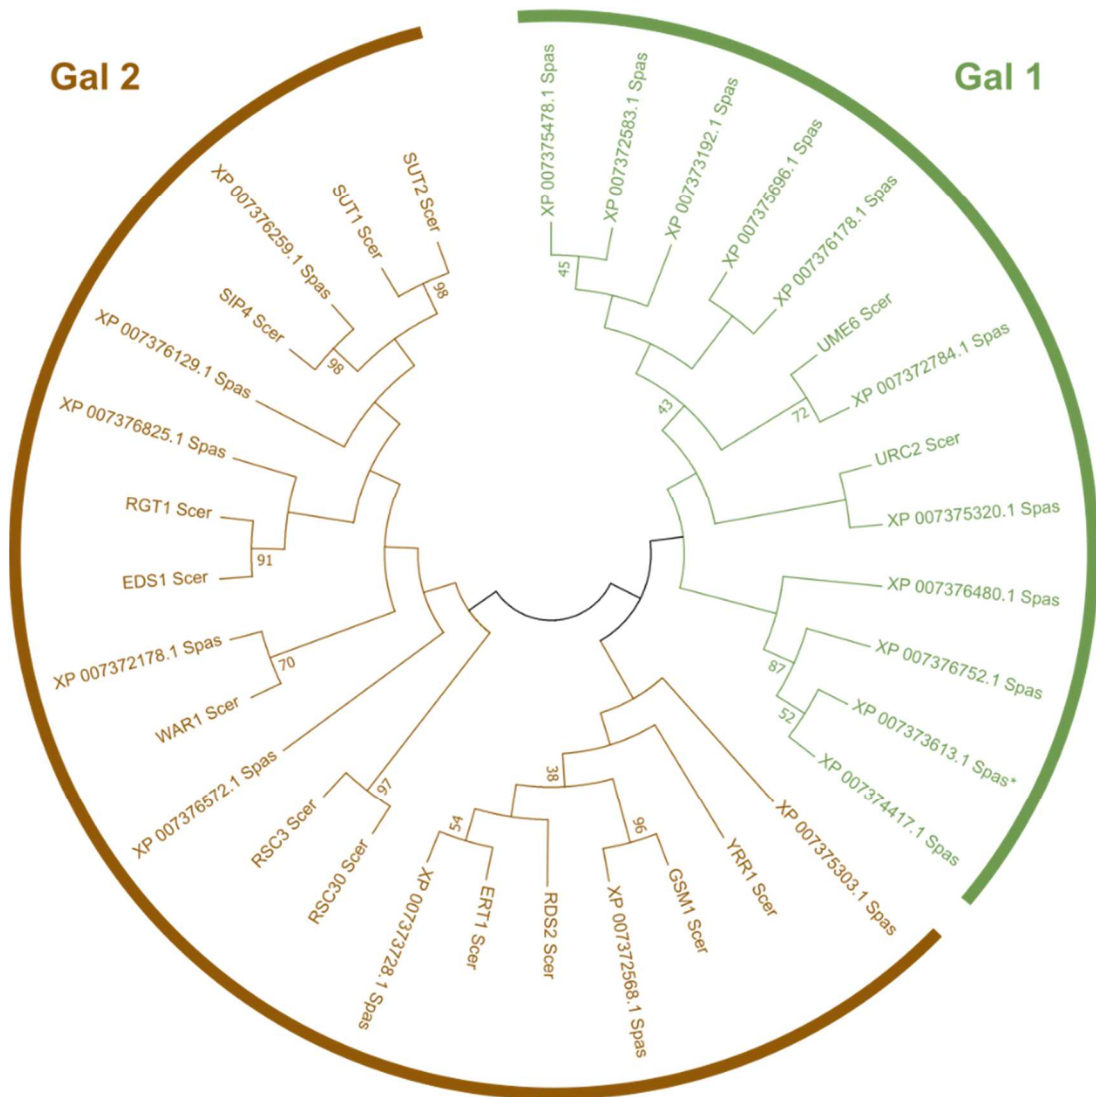 Gal 2
Gal 1
XP 007375478.1 Spas
XP 007372583.1 Spas
XP 007373192.1 Spas
XP 007375696.1 Spas
XP 007376178.1 Spas
UME6 Scer
XP 007372784.1 Spas
URC2 Scer
XP 007375320.1 Spas
XP 007376480.1 Spas
XP 007376752.1 Spas
XP 007373613.1 Spas*
XP 007374417.1 Spas
XP 007375303.1 Spas
YRR1 Scer
GSM1 Scer
XP 007372568.1 Spas
RDS2 Scer
ERT1 Scer
XP 007373728.1 Spas
RSC30 Scer
RSC3 Scer
XP 007376572.1 Spas
WAR1 Scer
XP 007372178.1 Spas
EDS1 Scer
RGT1 Scer
XP 007376825.1 Spas
XP 007376129.1 Spas
SIP4 Scer
XP 007376259.1 Spas
SUT1 Scer
SUT2 Scer
45
43
72
87
52
96
38
54
97
70
91
98
98